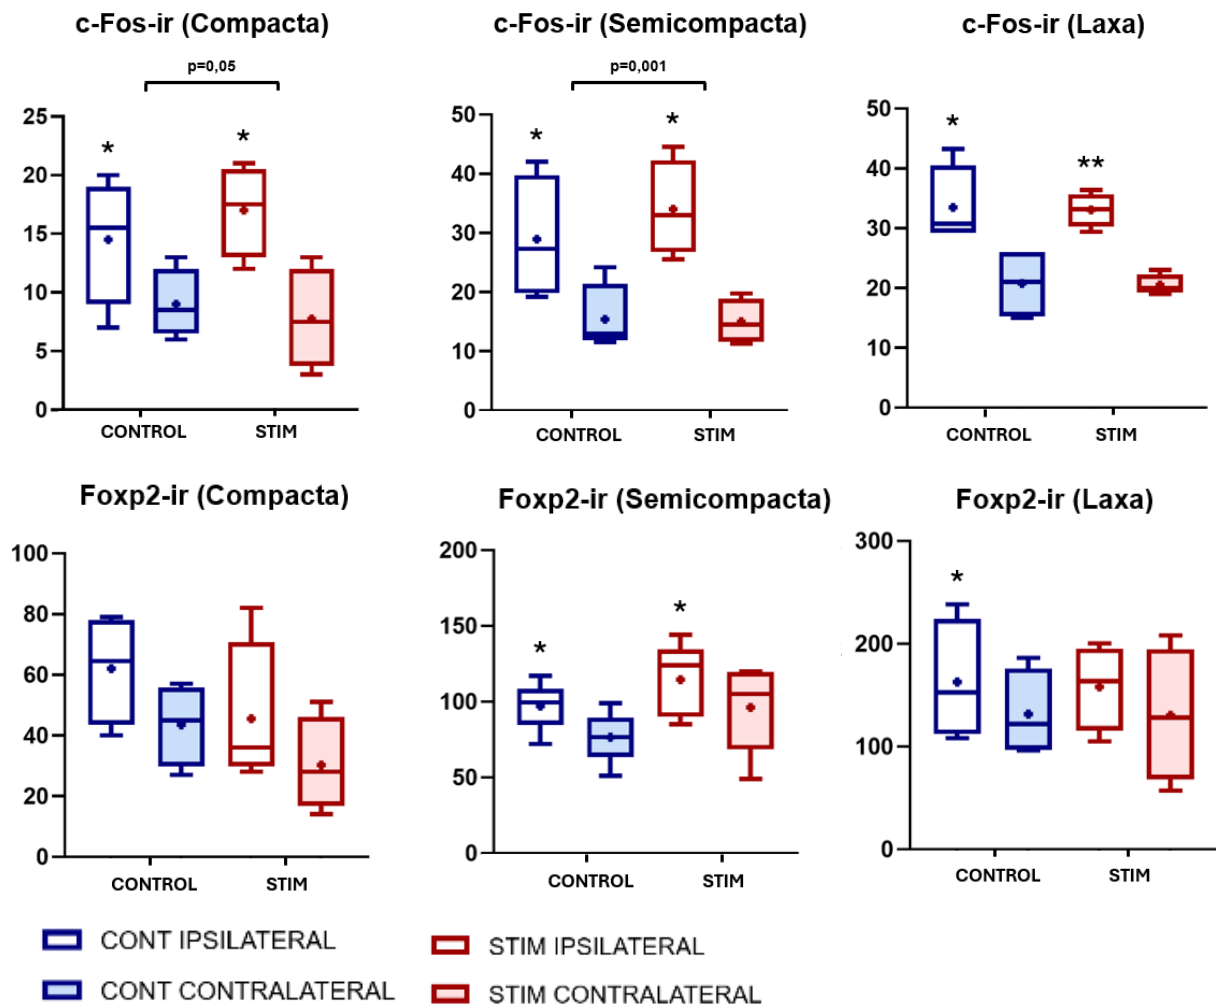 c-Fos-ir (Compacta)
p=0,05
25
20
15
10
5
0
*
*
CONTROL
STIM
c-Fos-ir (Semicompacta)
p=0,001
50
40
30
20
10
0
*
*
CONTROL
STIM
c-Fos-ir (Laxa)
50
40
30
20
10
0
*
**
CONTROL
STIM
Foxp2-ir (Compacta)
100
80
60
40
20
0
CONTROL
STIM
Foxp2-ir (Semicompacta)
200
150
100
50
0
*
*
CONTROL
STIM
Foxp2-ir (Laxa)
300
200
100
0
*
CONTROL
STIM
CONT IPSILATERAL
CONT CONTRALATERAL
STIM IPSILATERAL
STIM CONTRALATERAL